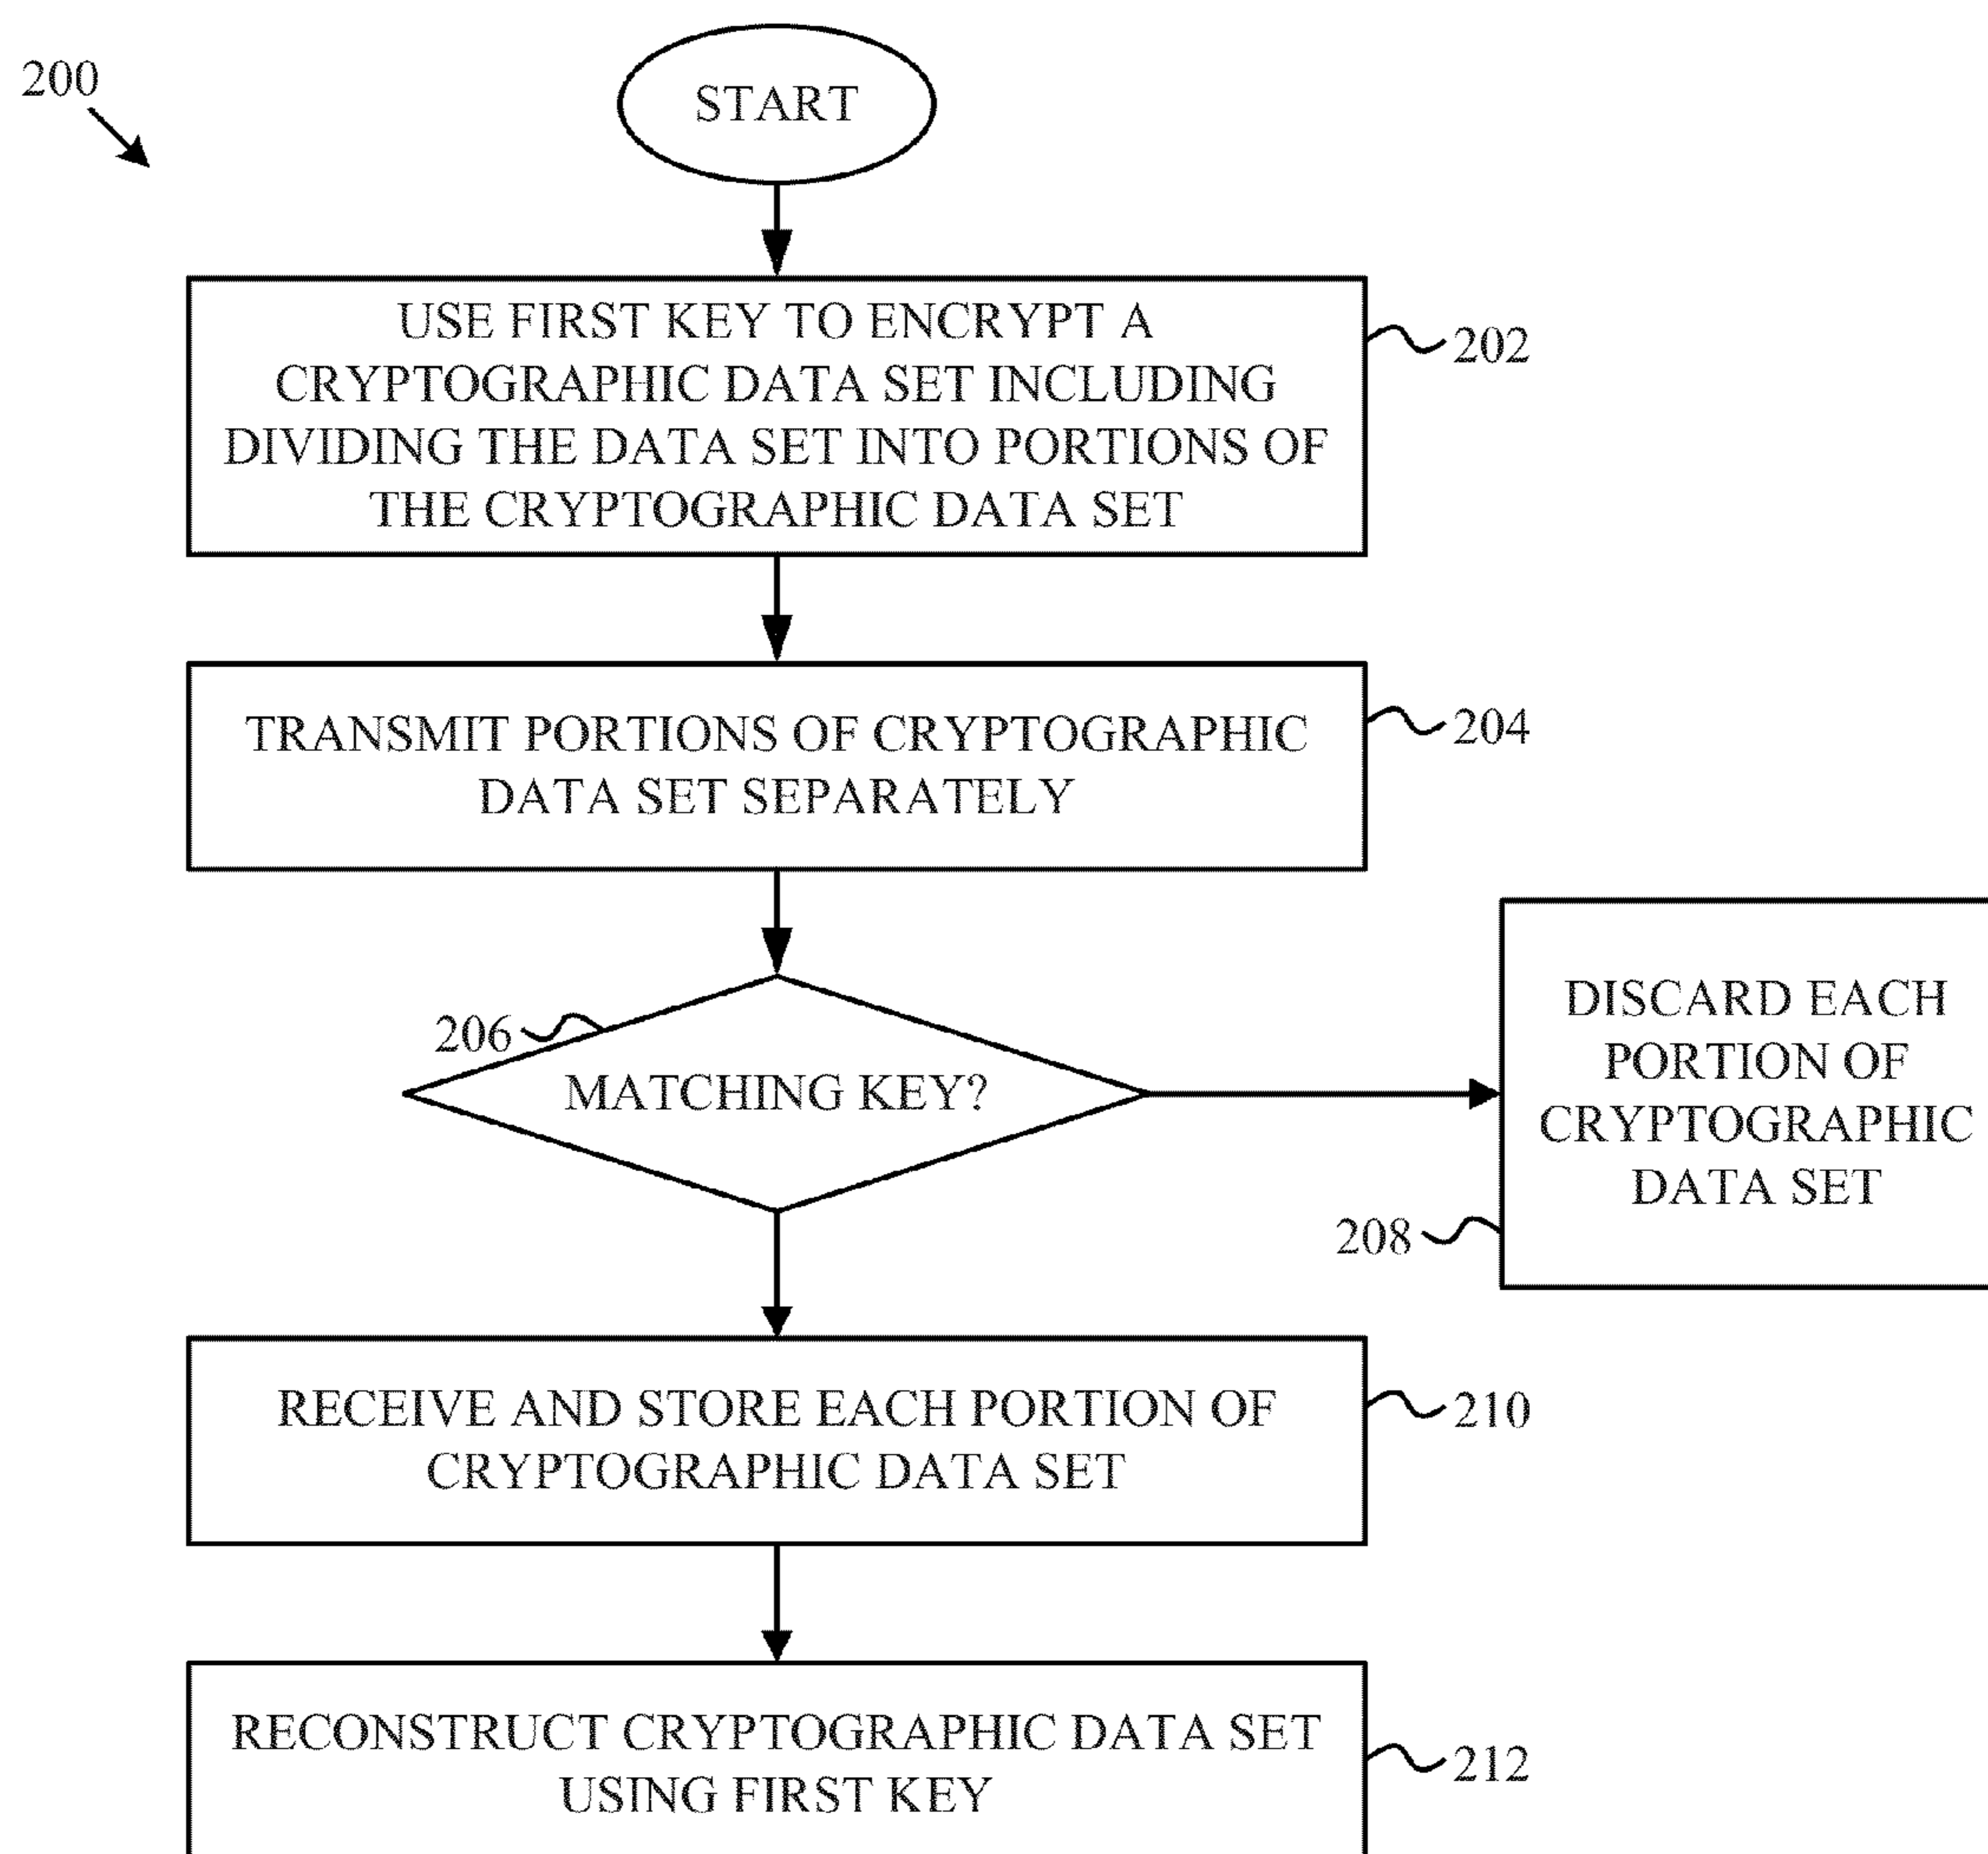 200
START
USE FIRST KEY TO ENCRYPT A
CRYPTOGRAPHIC DATA SET INCLUDING
DIVIDING THE DATA SET INTO PORTIONS OF
THE CRYPTOGRAPHIC DATA SET
202
TRANSMIT PORTIONS OF CRYPTOGRAPHIC
DATA SET SEPARATELY
204
206
MATCHING KEY?
DISCARD EACH
PORTION OF
CRYPTOGRAPHIC
DATA SET
208
RECEIVE AND STORE EACH PORTION OF
CRYPTOGRAPHIC DATA SET
210
RECONSTRUCT CRYPTOGRAPHIC DATA SET
USING FIRST KEY
212